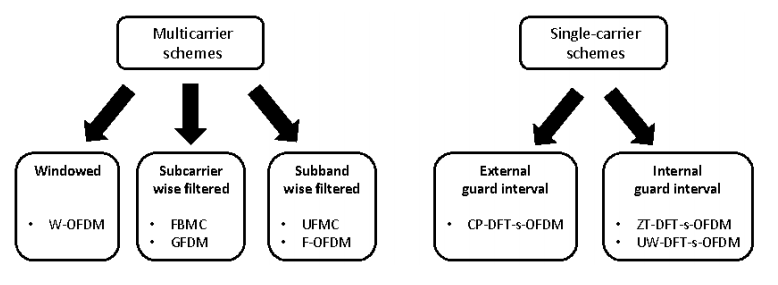 Multicarrier
schemes
Single-carrier
schemes
Windowed
• W-OFDM
Subcarrier
wise filtered
• FBMC
• GFDM
Subband
wise filtered
• UFMC
• F-OFDM
External
guard interval
• CP-DFT-s-OFDM
Internal
guard interval
• ZT-DFT-s-OFDM
• UW-DFT-s-OFDM